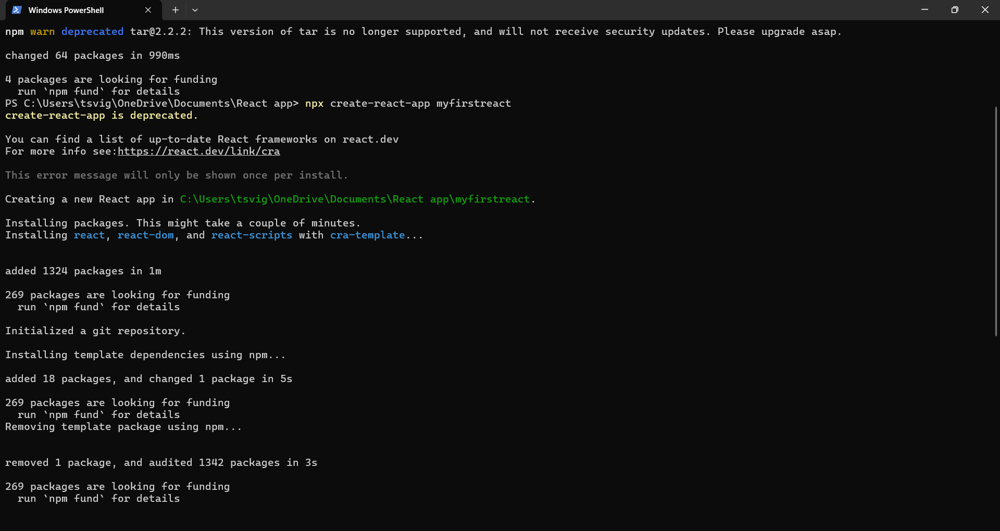 Windows PowerShell
npm warn deprecated tar@2.2.2: This version of tar is no longer supported, and will not receive security updates. Please upgrade asap.
changed 64 packages in 990ms
4 packages are looking for funding
  run `npm fund` for details
PS C:\Users\tsvig\OneDrive\Documents\React app> npx create-react-app myfirstreact
create-react-app is deprecated.
You can find a list of up-to-date React frameworks on react.dev
For more info see:https://react.dev/link/cra
This error message will only be shown once per install.
Creating a new React app in C:\Users\tsvig\OneDrive\Documents\React app\myfirstreact.
Installing packages. This might take a couple of minutes.
Installing react, react-dom, and react-scripts with cra-template...
added 1324 packages in 1m
269 packages are looking for funding
  run `npm fund` for details
Initialized a git repository.
Installing template dependencies using npm...
added 18 packages, and changed 1 package in 5s
269 packages are looking for funding
  run `npm fund` for details
Removing template package using npm...
removed 1 package, and audited 1342 packages in 3s
269 packages are looking for funding
  run `npm fund` for details